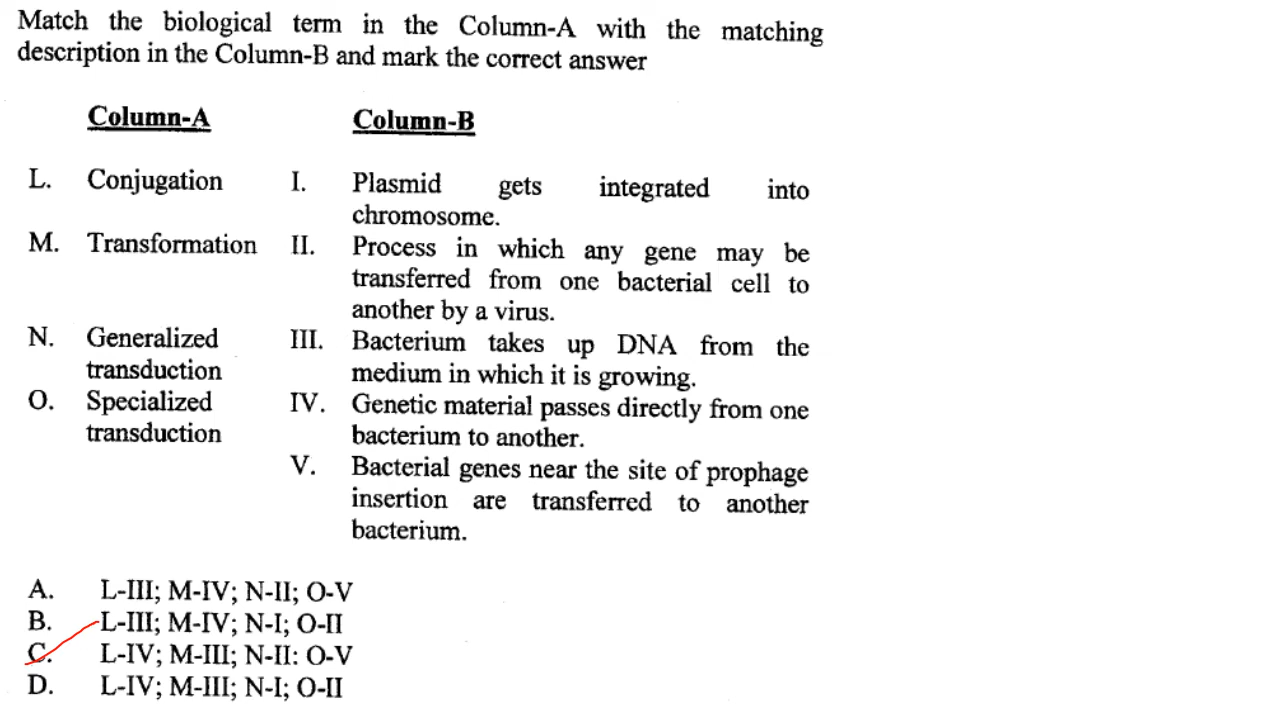 Match the biological term in the Column-A with the matching
description in the Column-B and mark the correct answer
Column-A Column-B
L. Conjugation I. Plasmid gets integrated into
chromosome.
M. Transformation II. Process in which any gene may be
transferred from one bacterial cell to
another by a virus.
N. Generalized III. Bacterium takes up DNA from the
transduction medium in which it is growing.
O. Specialized IV. Genetic material passes directly from one
transduction bacterium to another.
V. Bacterial genes near the site of prophage
insertion are transferred to another
bacterium.
A. L-III; M-IV; N-II; O-V
B. L-III; M-IV; N-I; O-II
C. L-IV; M-III; N-II: O-V
D. L-IV; M-III; N-I; O-II